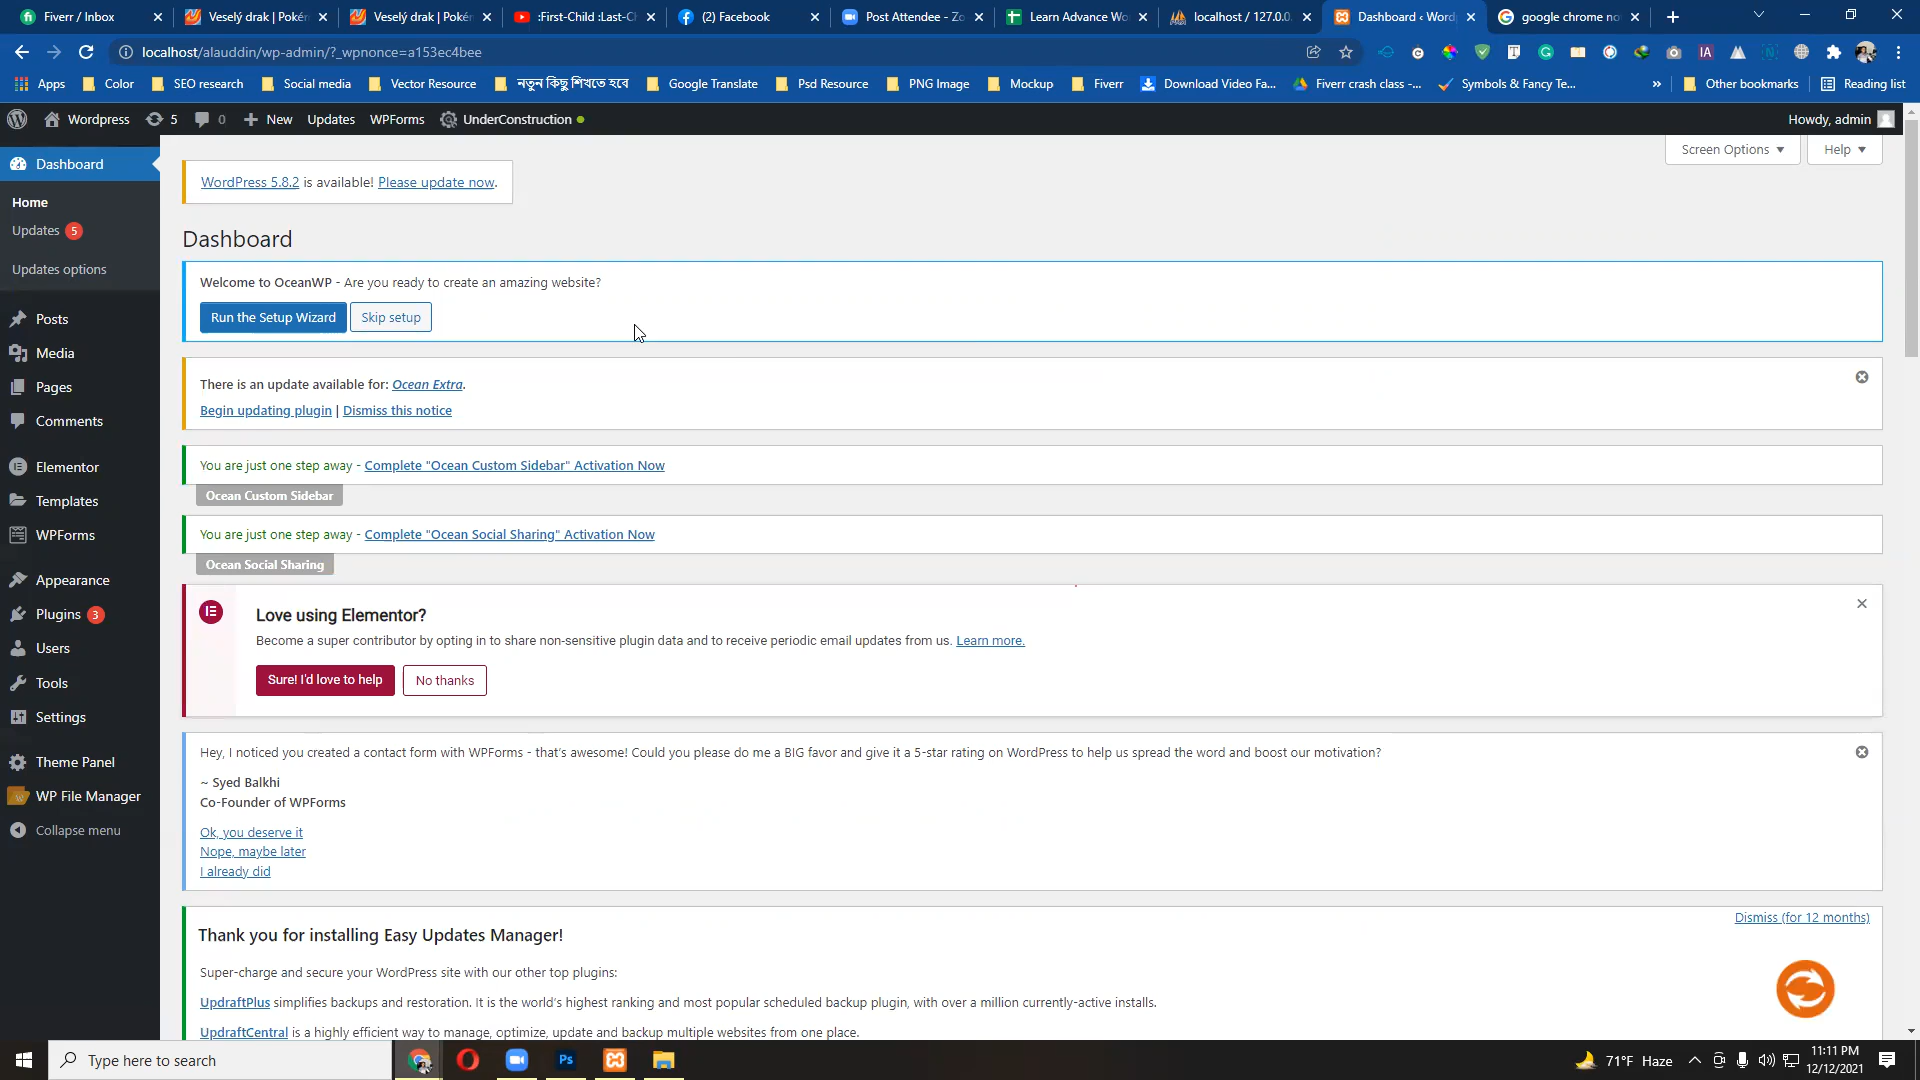 Fiverr / Inbox
Veselý drak | Pokén
Veselý drak | Pokén
:First-Child :Last-C
(2) Facebook
Post Attendee - Zo
Learn Advance Wo
localhost / 127.0.0.
Dashboard ‹ Word
google chrome no
localhost/alauddin/wp-admin/?_wpnonce=a153ec4bee
Apps
Color
SEO research
Social media
Vector Resource
নতুন কিছু শিখতে হবে
Google Translate
Psd Resource
PNG Image
Mockup
Fiverr
Download Video Fa...
Fiverr crash class -...
Symbols & Fancy Te...
»
Other bookmarks
Reading list
Wordpress
5
0
New
Updates
WPForms
UnderConstruction
Howdy, admin
Dashboard
Home
Updates 5
Updates options
Posts
Media
Pages
Comments
Elementor
Templates
WPForms
Appearance
Plugins 3
Users
Tools
Settings
Theme Panel
WP File Manager
Collapse menu
Screen Options
Help
WordPress 5.8.2 is available! Please update now.
Dashboard
Welcome to OceanWP - Are you ready to create an amazing website?
Run the Setup Wizard
Skip setup
There is an update available for: Ocean Extra.
Begin updating plugin | Dismiss this notice
You are just one step away - Complete "Ocean Custom Sidebar" Activation Now
Ocean Custom Sidebar
You are just one step away - Complete "Ocean Social Sharing" Activation Now
Ocean Social Sharing
Love using Elementor?
Become a super contributor by opting in to share non-sensitive plugin data and to receive periodic email updates from us. Learn more.
Sure! I'd love to help
No thanks
Hey, I noticed you created a contact form with WPForms - that's awesome! Could you please do me a BIG favor and give it a 5-star rating on WordPress to help us spread the word and boost our motivation?
~ Syed Balkhi
Co-Founder of WPForms
Ok, you deserve it
Nope, maybe later
I already did
Dismiss (for 12 months)
Thank you for installing Easy Updates Manager!
Super-charge and secure your WordPress site with our other top plugins:
UpdraftPlus simplifies backups and restoration. It is the world's highest ranking and most popular scheduled backup plugin, with over a million currently-active installs.
UpdraftCentral is a highly efficient way to manage, optimize, update and backup multiple websites from one place.
Type here to search
Ps
71°F Haze
11:11 PM
12/12/2021